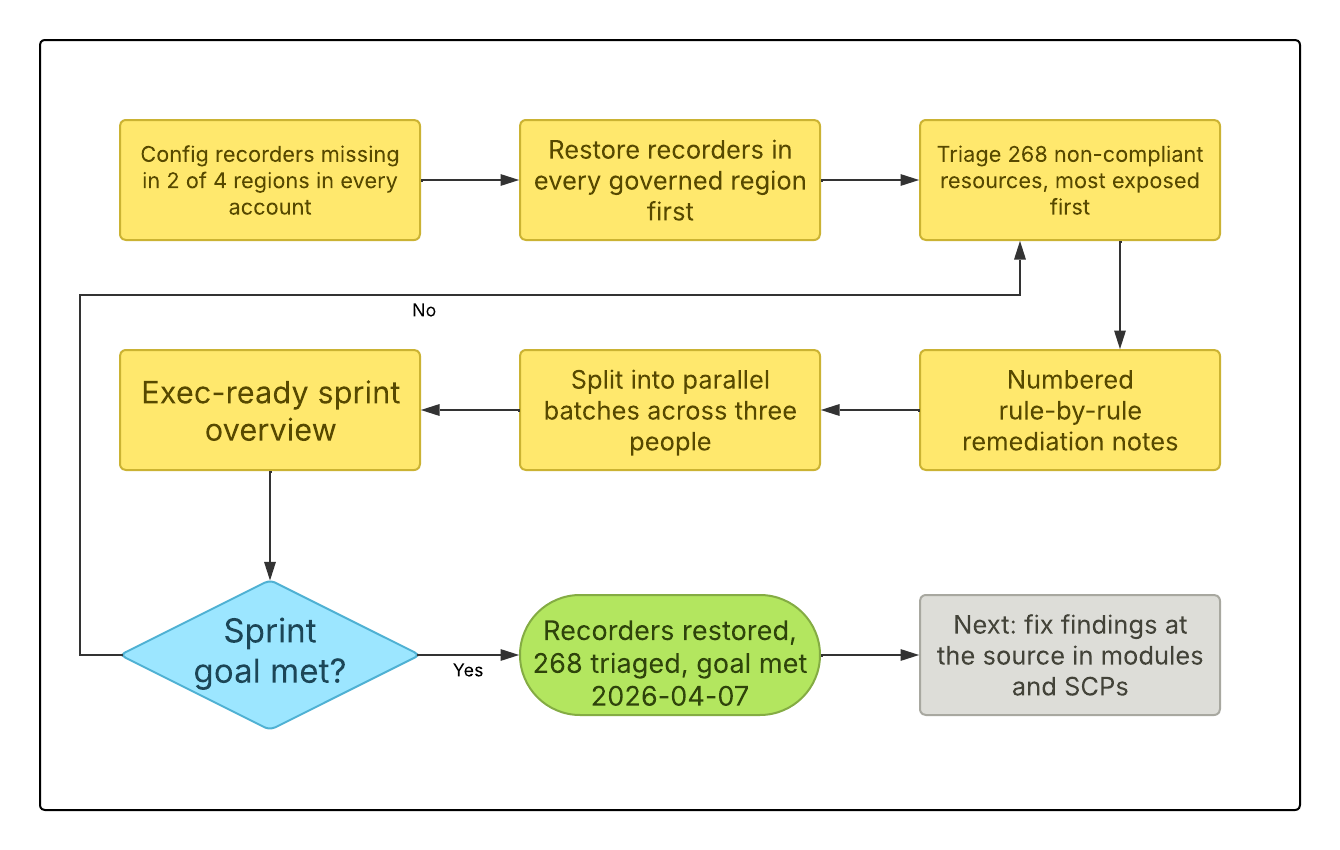 Config recorders missing
in 2 of 4 regions in every
account
Restore recorders in
every governed region
first
Triage 268 non-compliant
resources, most exposed
first
No
Exec-ready sprint
overview
Split into parallel
batches across three
people
Numbered
rule-by-rule
remediation notes
Sprint
goal met?
Yes
Recorders restored,
268 triaged, goal met
2026-04-07
Next: fix findings at
the source in modules
and SCPs